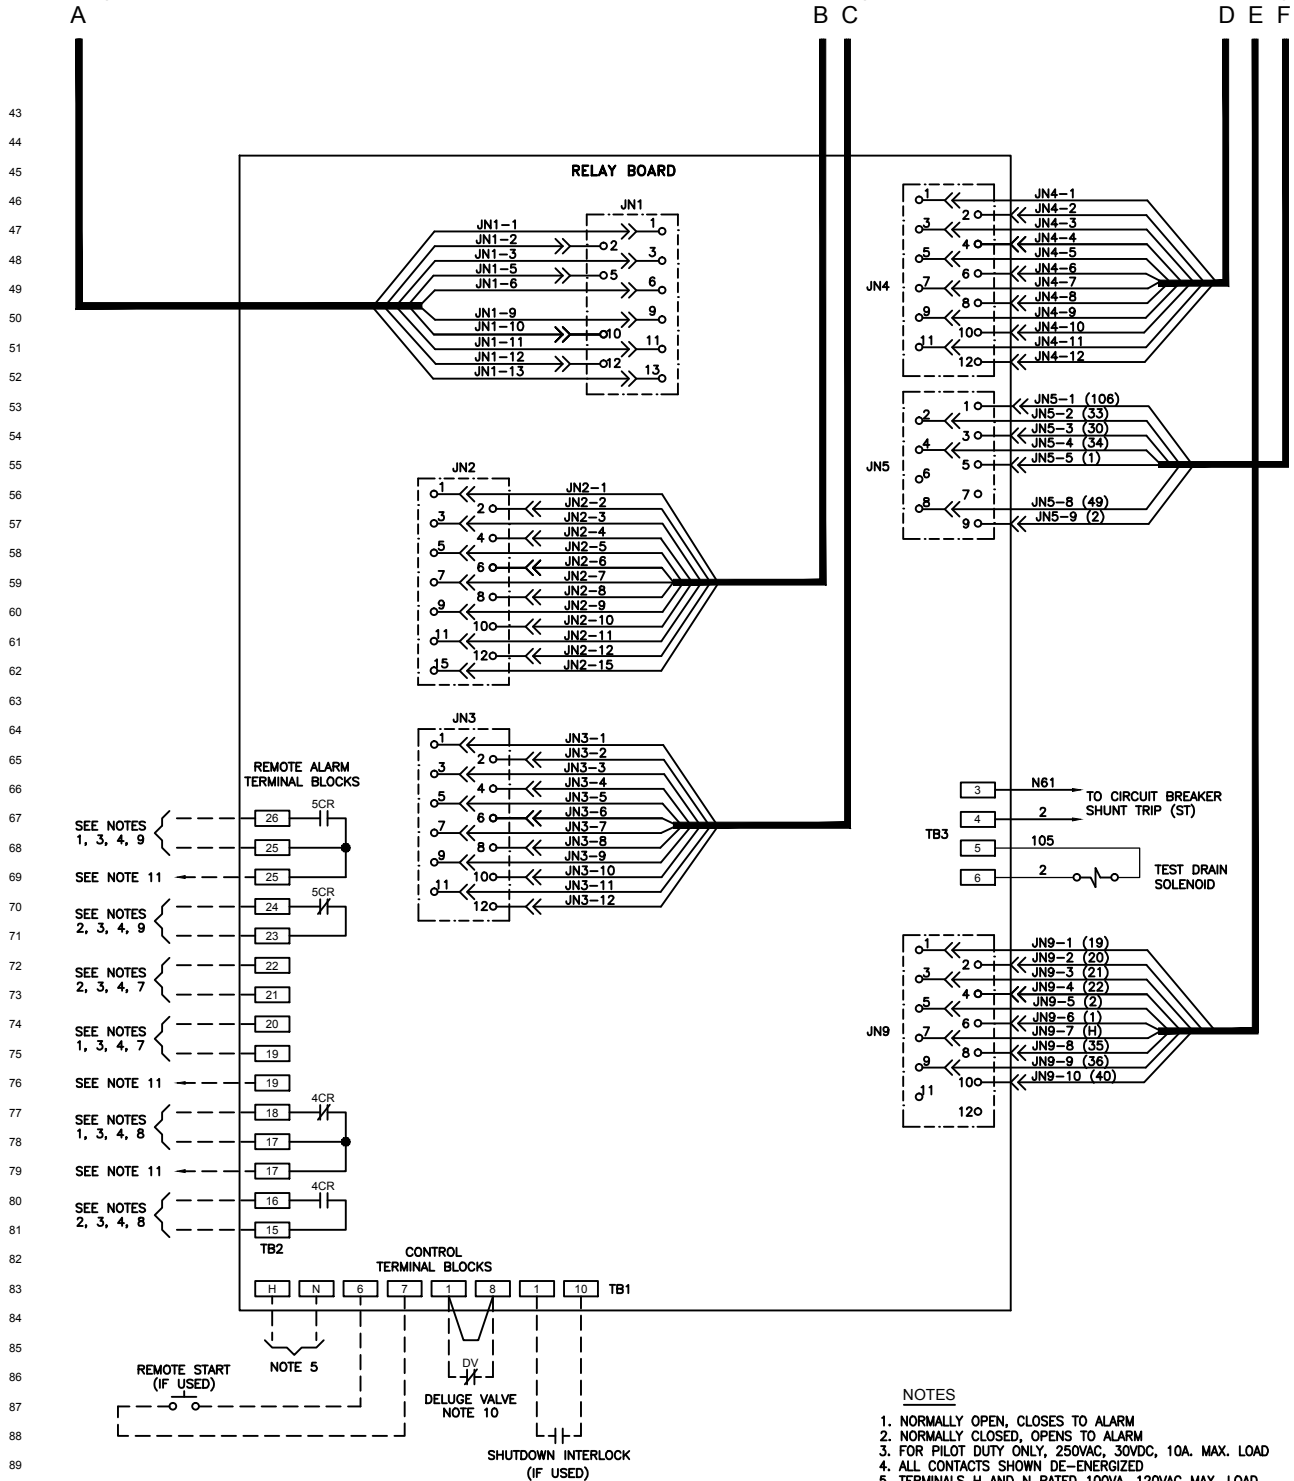 A B C D E F
43
44
45
46
47
48
49
50
51
52
53
54
55
56
57
58
59
60
61
62
63
64
65
66
67
68
69
70
71
72
73
74
75
76
77
78
79
80
81
82
83
84
85
86
87
88
89
RELAY BOARD
JN1
JN1-1 1
JN1-2 2
JN1-3 3
JN1-5 5
JN1-6 6
JN1-9 9
JN1-10 10
JN1-11 11
JN1-12 12
JN1-13 13
JN2
1 JN2-1
2 JN2-2
3 JN2-3
4 JN2-4
5 JN2-5
6 JN2-6
7 JN2-7
8 JN2-8
9 JN2-9
10 JN2-10
11 JN2-11
12 JN2-12
15 JN2-15
JN3
1 JN3-1
2 JN3-2
3 JN3-3
4 JN3-4
5 JN3-5
6 JN3-6
7 JN3-7
8 JN3-8
9 JN3-9
10 JN3-10
11 JN3-11
12 JN3-12
JN4
1 JN4-1
2 JN4-2
3 JN4-3
4 JN4-4
5 JN4-5
6 JN4-6
7 JN4-7
8 JN4-8
9 JN4-9
10 JN4-10
11 JN4-11
12 JN4-12
JN5
1 JN5-1 (106)
2 JN5-2 (33)
3 JN5-3 (30)
4 JN5-4 (34)
5 JN5-5 (1)
6
7
8 JN5-8 (49)
9 JN5-9 (2)
TB3
3 N61
4 2
TO CIRCUIT BREAKER
SHUNT TRIP (ST)
5 105
6 2
TEST DRAIN
SOLENOID
JN9
1 JN9-1 (19)
2 JN9-2 (20)
3 JN9-3 (21)
4 JN9-4 (22)
5 JN9-5 (2)
6 JN9-6 (1)
7 JN9-7 (H)
8 JN9-8 (35)
9 JN9-9 (36)
10 JN9-10 (40)
11
12
REMOTE ALARM
TERMINAL BLOCKS
SEE NOTES
1, 3, 4, 9
26 5CR
25
SEE NOTE 11 25
SEE NOTES
2, 3, 4, 9
24 5CR
23
SEE NOTES
2, 3, 4, 7
22
21
SEE NOTES
1, 3, 4, 7
20
19
SEE NOTE 11 19
SEE NOTES
1, 3, 4, 8
18 4CR
17
SEE NOTE 11 17
SEE NOTES
2, 3, 4, 8
16 4CR
15
TB2
CONTROL
TERMINAL BLOCKS
H N 6 7 1 8 1 10 TB1
NOTE 5
REMOTE START
(IF USED)
DV
DELUGE VALVE
NOTE 10
SHUTDOWN INTERLOCK
(IF USED)
NOTES
1. NORMALLY OPEN, CLOSES TO ALARM
2. NORMALLY CLOSED, OPENS TO ALARM
3. FOR PILOT DUTY ONLY, 250VAC, 30VDC, 10A. MAX. LOAD
4. ALL CONTACTS SHOWN DE-ENERGIZED
5. TERMINALS H AND N RATED 100VA, 120VAC MAX. LOAD